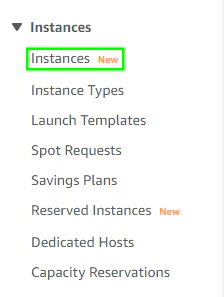 Instances
Instances New
Instance Types
Launch Templates
Spot Requests
Savings Plans
Reserved Instances New
Dedicated Hosts
Capacity Reservations